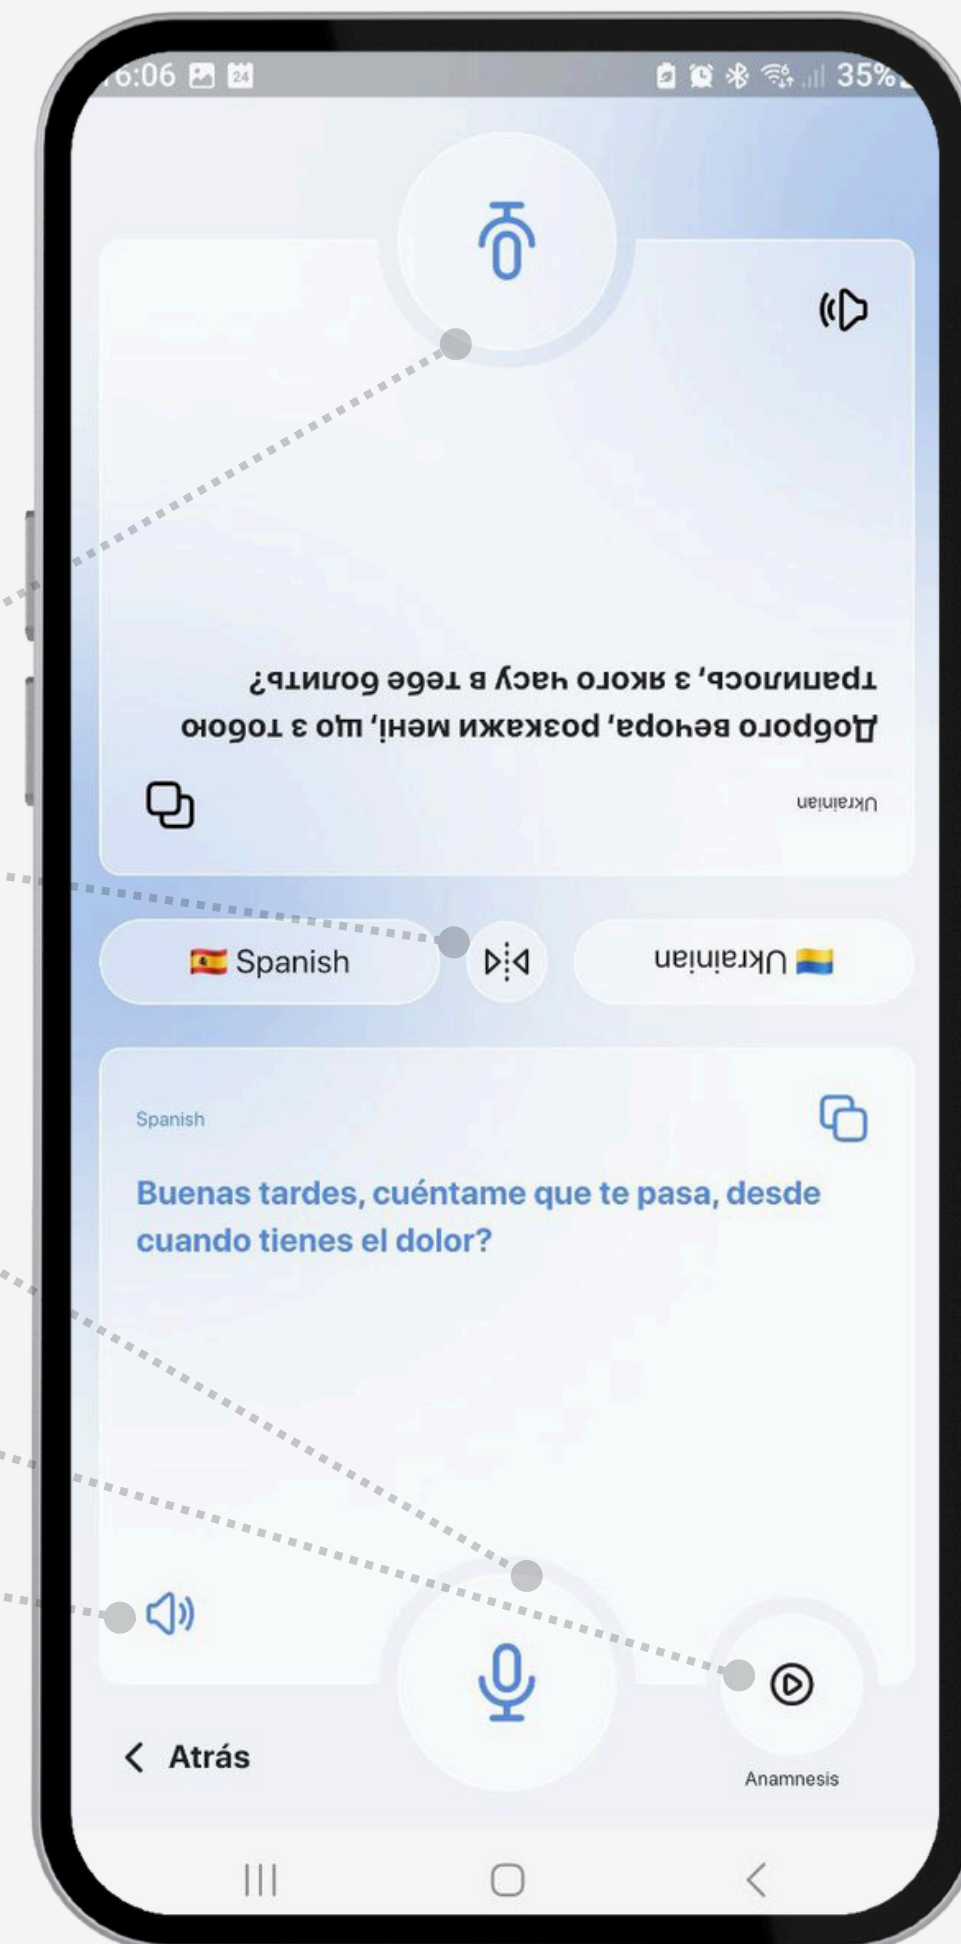 6:06 24 35%
Доброго вечора, розкажи мені, що з тобою
трапилось, з якого часу в тебе болить?
Ukrainian
Spanish
Ukrainian
Spanish
Buenas tardes, cuéntame que te pasa, desde
cuando tienes el dolor?
Atrás
Anamnesis